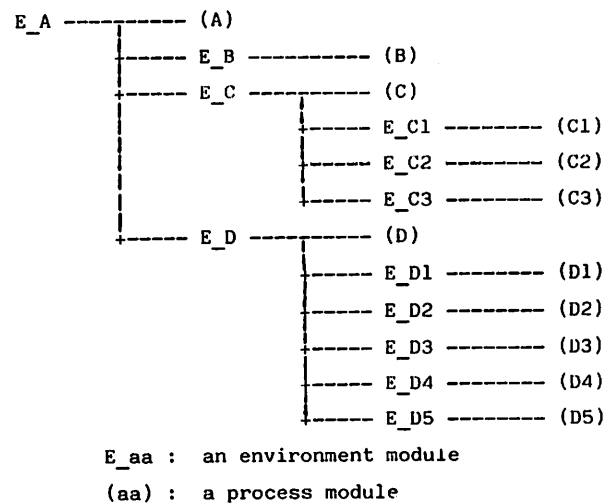 E_A -------------- (A)
E_B ---------- (B)
E_C ---------- (C)
E_C1 -------- (C1)
E_C2 -------- (C2)
E_C3 -------- (C3)
E_D ---------- (D)
E_D1 -------- (D1)
E_D2 -------- (D2)
E_D3 -------- (D3)
E_D4 -------- (D4)
E_D5 -------- (D5)
E_aa : an environment module
(aa) : a process module